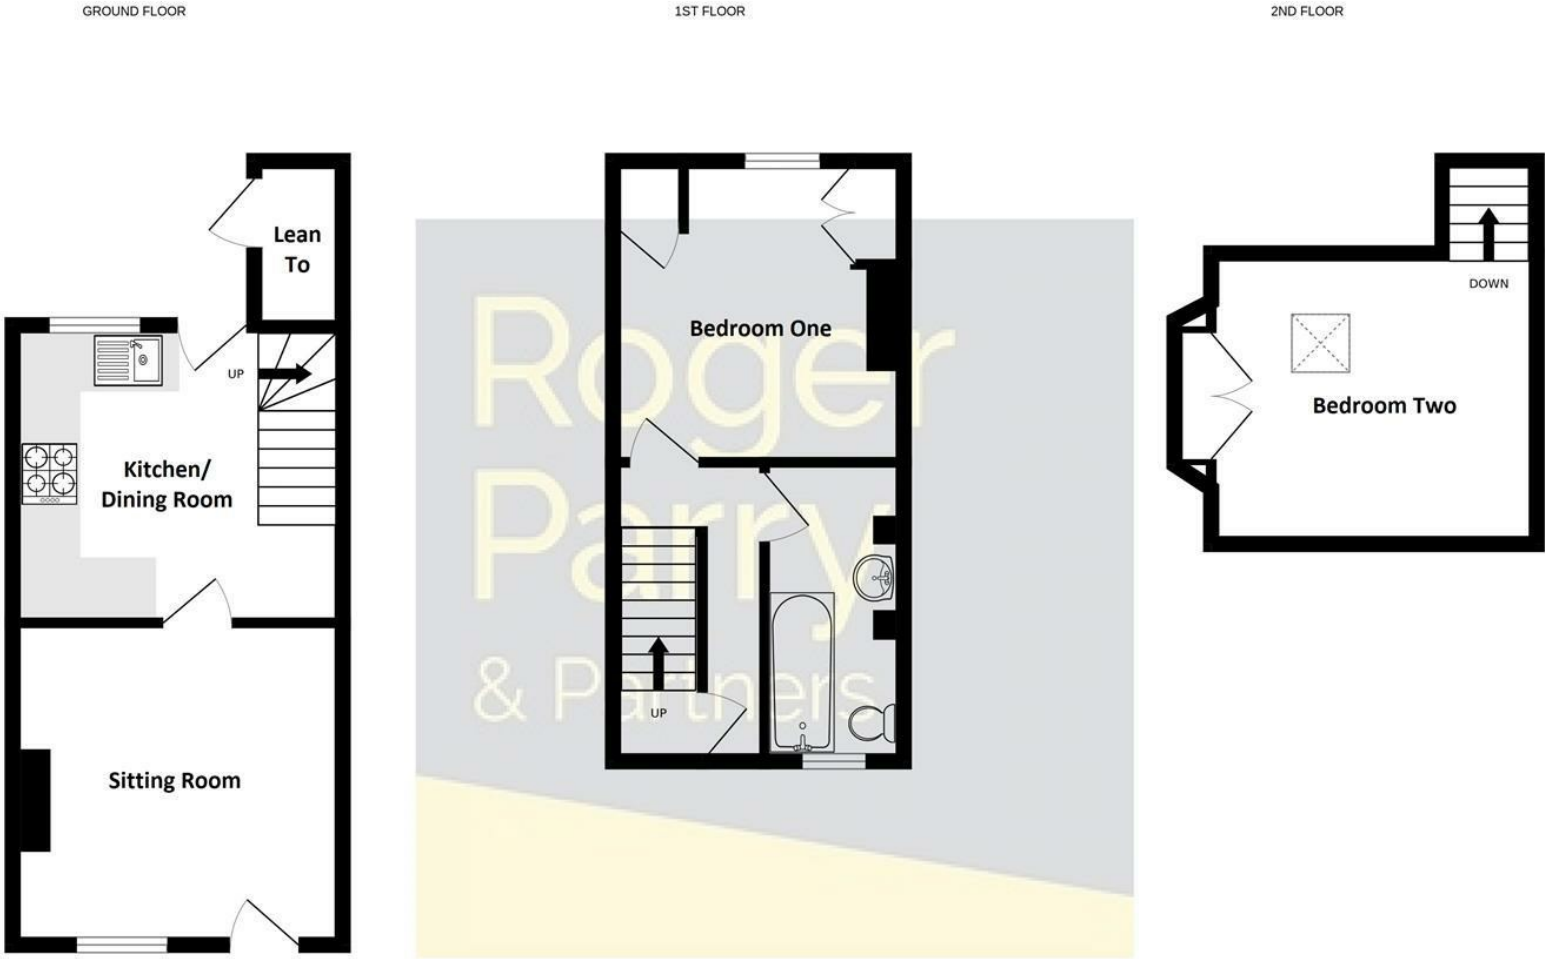 GROUND FLOOR
1ST FLOOR
2ND FLOOR
Lean
To
UP
Kitchen/
Dining Room
Sitting Room
Bedroom One
UP
DOWN
Bedroom Two
Roger
Parry
& Partners